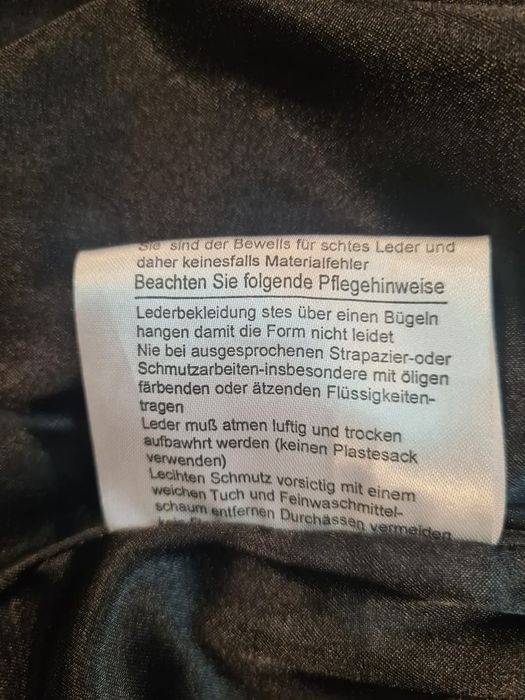 Sie sind der Bewells für schtes Leder und
daher keinesfalls Materialfehler
Beachten Sie folgende Pflegehinweise
Lederbekleidung stes über einen Bügeln
hangen damit die Form nicht leidet
Nie bei ausgesprochenen Strapazier-oder
Schmutzarbeiten-insbesondere mit öligen
färbenden oder ätzenden Flüssigkeiten-
tragen
Leder muß atmen luftig und trocken
aufbawhrt werden (keinen Plastesack
verwenden)
Lecihten Schmutz vorsictig mit einem
weichen Tuch und Feinwaschmittel-
schaum entfernen Durchässen vermeiden